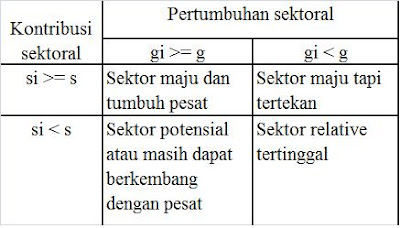 Kontribusi
sektoral
Pertumbuhan sektoral
gi >= g
gi < g
si >= s
Sektor maju dan
tumbuh pesat
Sektor maju tapi
tertekan
si < s
Sektor potensial
atau masih dapat
berkembang
dengan pesat
Sektor relative
tertinggal